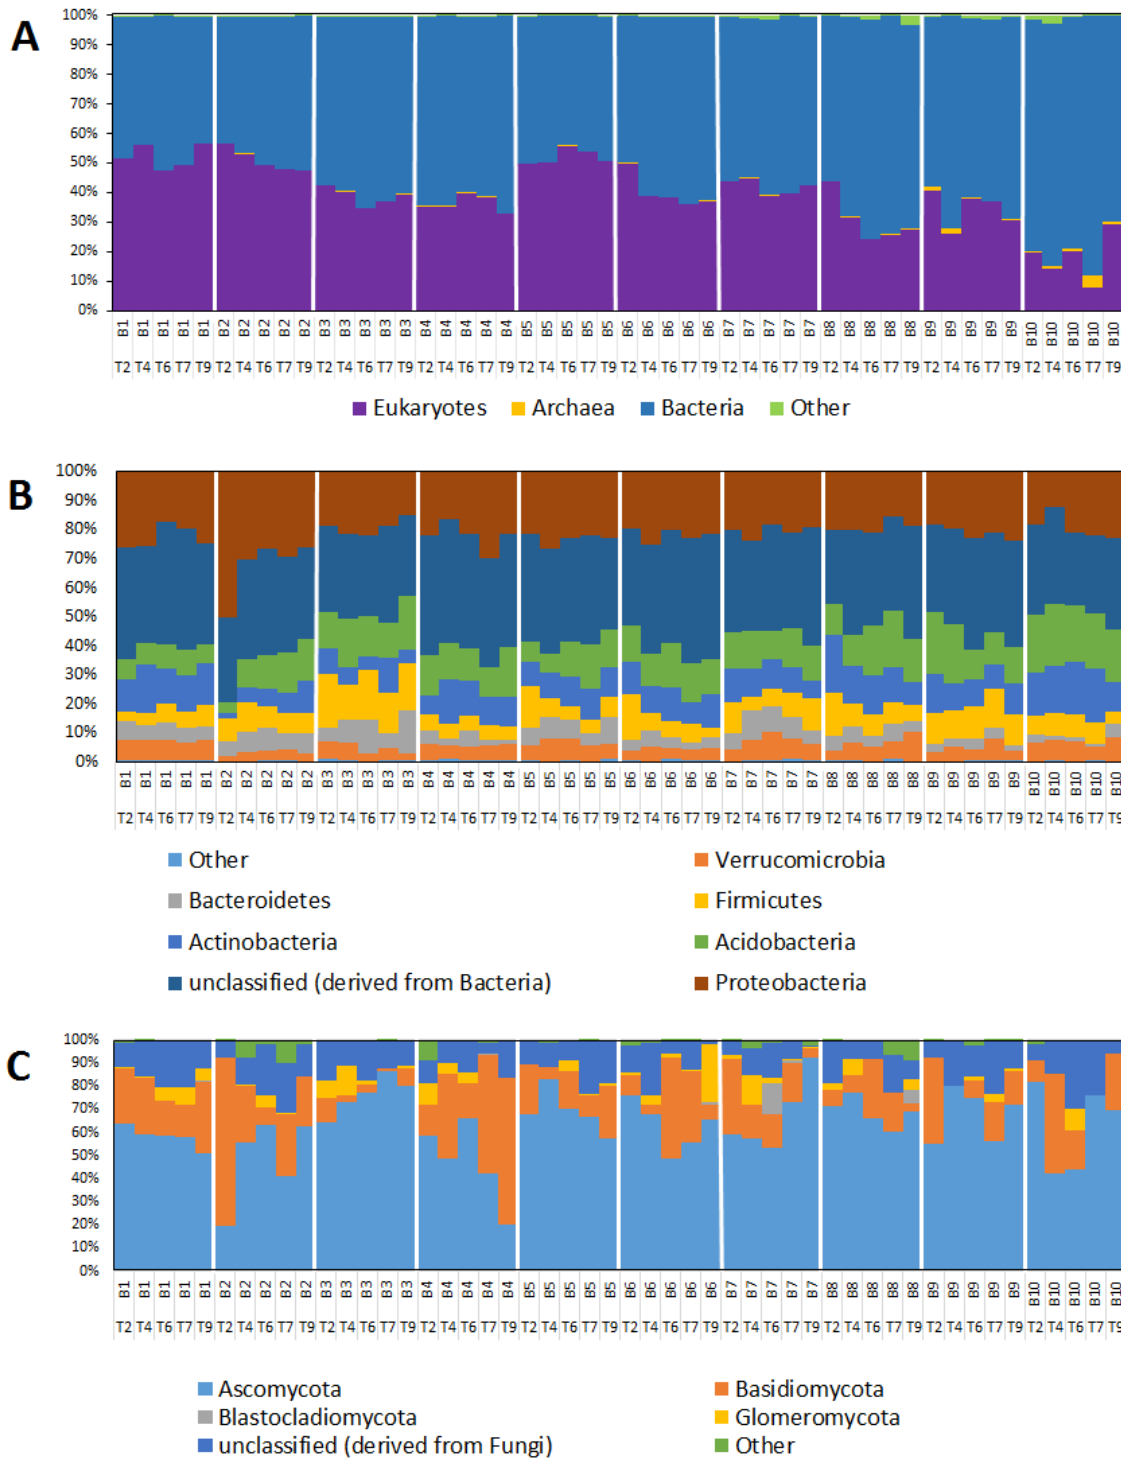 A
100%
90%
80%
70%
60%
50%
40%
30%
20%
10%
0%
B1 B1 B1 B1 B1 B2 B2 B2 B2 B2 B3 B3 B3 B3 B3 B4 B4 B4 B4 B4 B5 B5 B5 B5 B5 B6 B6 B6 B6 B6 B7 B7 B7 B7 B7 B8 B8 B8 B8 B8 B9 B9 B9 B9 B9 B10 B10 B10 B10 B10
T2 T4 T6 T7 T9 T2 T4 T6 T7 T9 T2 T4 T6 T7 T9 T2 T4 T6 T7 T9 T2 T4 T6 T7 T9 T2 T4 T6 T7 T9 T2 T4 T6 T7 T9 T2 T4 T6 T7 T9 T2 T4 T6 T7 T9 T2 T4 T6 T7 T9
Eukaryotes Archaea Bacteria Other
B
100%
90%
80%
70%
60%
50%
40%
30%
20%
10%
0%
B1 B1 B1 B1 B1 B2 B2 B2 B2 B2 B3 B3 B3 B3 B3 B4 B4 B4 B4 B4 B5 B5 B5 B5 B5 B6 B6 B6 B6 B6 B7 B7 B7 B7 B7 B8 B8 B8 B8 B8 B9 B9 B9 B9 B9 B10 B10 B10 B10 B10
T2 T4 T6 T7 T9 T2 T4 T6 T7 T9 T2 T4 T6 T7 T9 T2 T4 T6 T7 T9 T2 T4 T6 T7 T9 T2 T4 T6 T7 T9 T2 T4 T6 T7 T9 T2 T4 T6 T7 T9 T2 T4 T6 T7 T9 T2 T4 T6 T7 T9
Other Verrucomicrobia
Bacteroidetes Firmicutes
Actinobacteria Acidobacteria
unclassified (derived from Bacteria) Proteobacteria
C
100%
90%
80%
70%
60%
50%
40%
30%
20%
10%
0%
B1 B1 B1 B1 B1 B2 B2 B2 B2 B2 B3 B3 B3 B3 B3 B4 B4 B4 B4 B4 B5 B5 B5 B5 B5 B6 B6 B6 B6 B6 B7 B7 B7 B7 B7 B8 B8 B8 B8 B8 B9 B9 B9 B9 B9 B10 B10 B10 B10 B10
T2 T4 T6 T7 T9 T2 T4 T6 T7 T9 T2 T4 T6 T7 T9 T2 T4 T6 T7 T9 T2 T4 T6 T7 T9 T2 T4 T6 T7 T9 T2 T4 T6 T7 T9 T2 T4 T6 T7 T9 T2 T4 T6 T7 T9 T2 T4 T6 T7 T9
Ascomycota Basidiomycota
Blastocladiomycota Glomeromycota
unclassified (derived from Fungi) Other